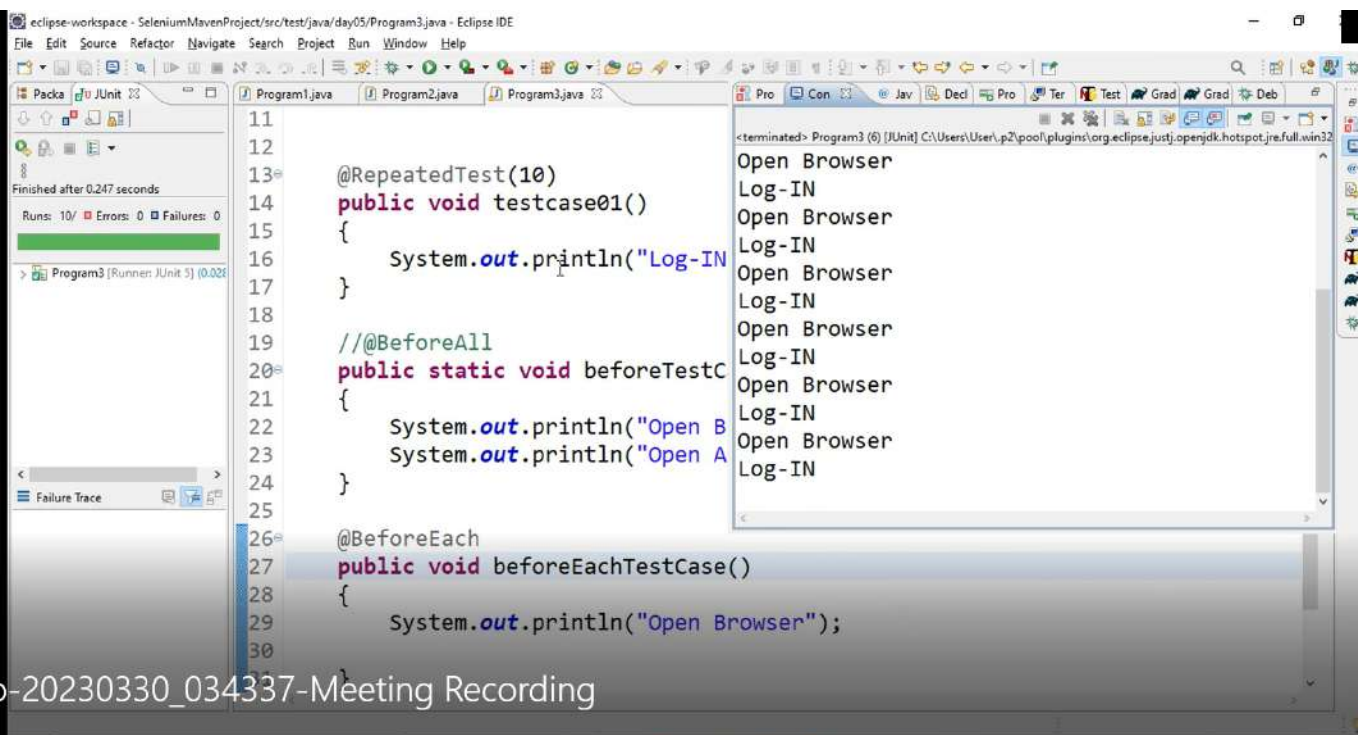 eclipse-workspace - SeleniumMavenProject/src/test/java/day05/Program3.java - Eclipse IDE
File Edit Source Refactor Navigate Search Project Run Window Help
Packa JUnit
Finished after 0.247 seconds
Runs: 10/ Errors: 0 Failures: 0
Program3 [Runner: JUnit 5] (0.028
Failure Trace
Program1.java Program2.java Program3.java
11
12
13 @RepeatedTest(10)
14 public void testcase01()
15 {
16 System.out.println("Log-IN
17 }
18
19 //@BeforeAll
20 public static void beforeTestC
21 {
22 System.out.println("Open B
23 System.out.println("Open A
24 }
25
26 @BeforeEach
27 public void beforeEachTestCase()
28 {
29 System.out.println("Open Browser");
30
31 }
Pro Con Jav Decl Pro Ter Test Grad Grad Deb
<terminated> Program3 (6) [JUnit] C:\Users\User\.p2\pool\plugins\org.eclipse.justj.openjdk.hotspot.jre.full.win32
Open Browser
Log-IN
Open Browser
Log-IN
Open Browser
Log-IN
Open Browser
Log-IN
Open Browser
Log-IN
Open Browser
Log-IN
-20230330_034337-Meeting Recording